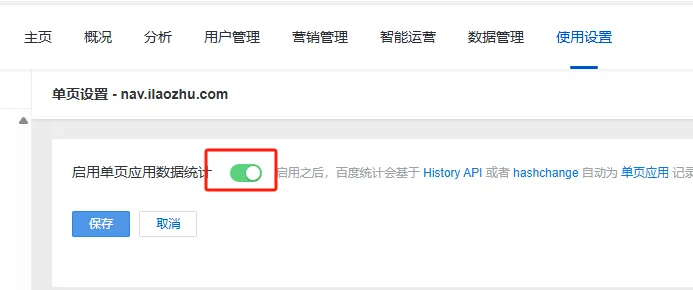 主页 概况 分析 用户管理 营销管理 智能运营 数据管理 使用设置
单页设置 - nav.ilaozhu.com
启用单页应用数据统计 启用之后，百度统计会基于 History API 或者 hashchange 自动为 单页应用 记录
保存 取消